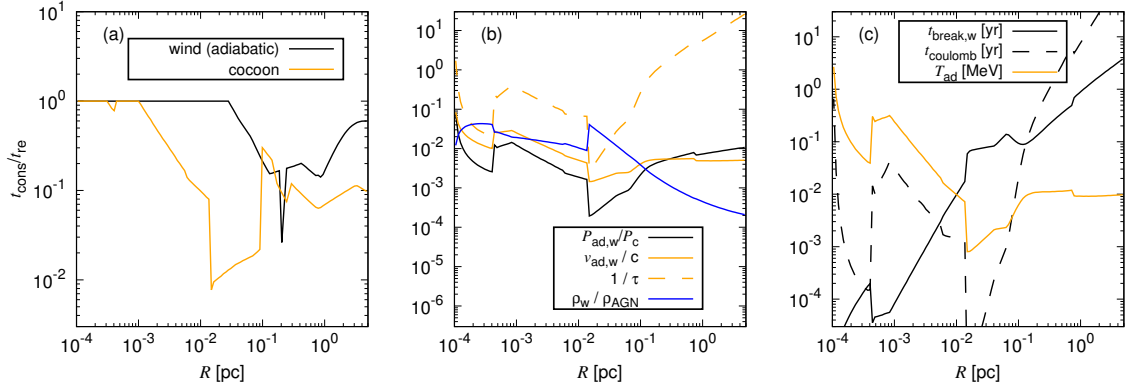 (a)
wind (adiabatic)
cocoon
t_cons/t_re
10^0
10^-1
10^-2
10^-4 10^-3 10^-2 10^-1 10^0
R [pc]
(b)
10^2
10^1
10^0
10^-1
10^-2
10^-3
10^-4
10^-5
10^-6
P_ad,w/P_c
v_ad,w / c
1 / τ
ρ_w / ρ_AGN
10^-4 10^-3 10^-2 10^-1 10^0
R [pc]
(c)
t_break,w [yr]
t_coulomb [yr]
T_ad [MeV]
10^1
10^0
10^-1
10^-2
10^-3
10^-4
10^-4 10^-3 10^-2 10^-1 10^0
R [pc]